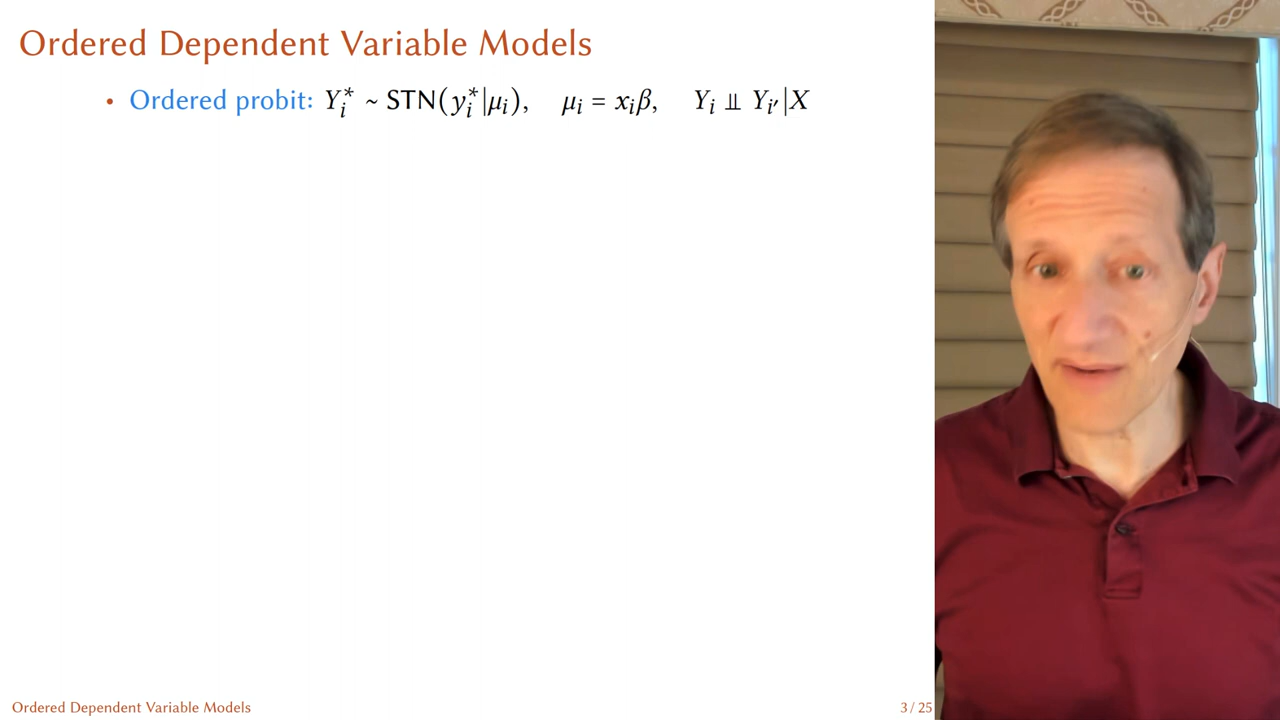 Ordered Dependent Variable Models
• Ordered probit: Y*ᵢ ~ STN(y*ᵢ|μᵢ), μᵢ = xᵢβ, Yᵢ ⫫ Yᵢ′|X
Ordered Dependent Variable Models 3 / 25